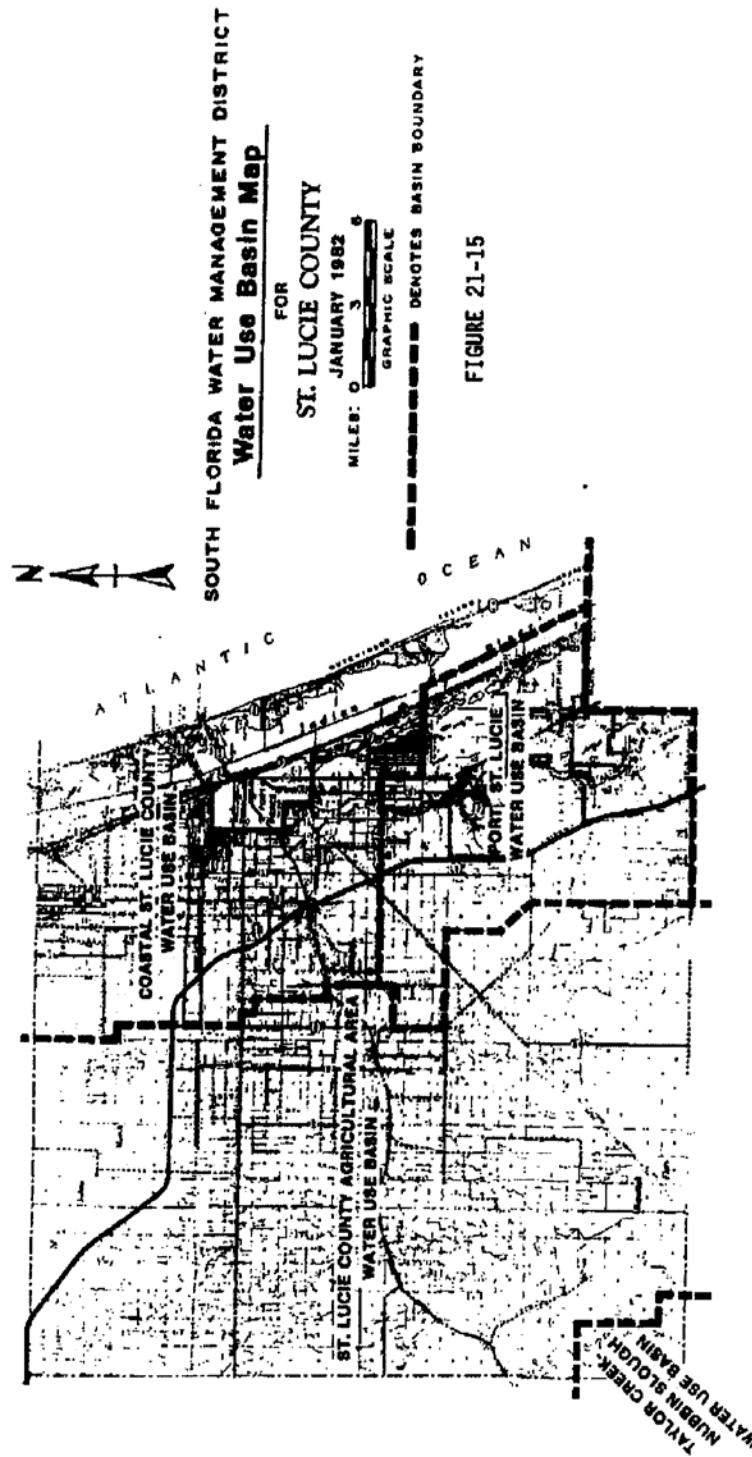 SOUTH FLORIDA WATER MANAGEMENT DISTRICT
Water Use Basin Map
FOR
ST. LUCIE COUNTY
JANUARY 1982
MILES: 0 3 6
GRAPHIC SCALE
DENOTES BASIN BOUNDARY
FIGURE 21-15
N
ATLANTIC OCEAN
Indian
COASTAL ST. LUCIE COUNTY
WATER USE BASIN
PORT ST. LUCIE
WATER USE BASIN
ST. LUCIE COUNTY AGRICULTURAL AREA
WATER USE BASIN
TAYLOR CREEK-
NUBBIN SLOUGH
WATER USE BASIN